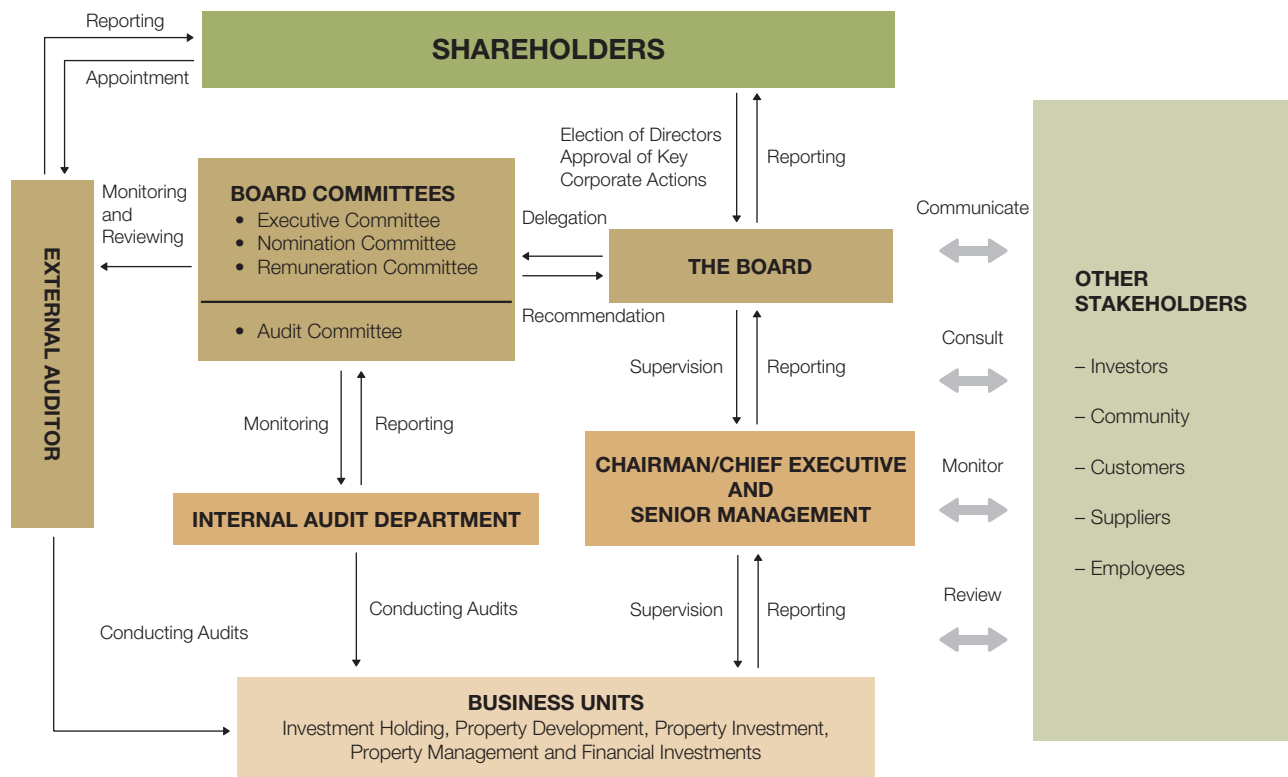 Reporting
SHAREHOLDERS
Appointment
Election of Directors
Approval of Key
Corporate Actions
Reporting
Monitoring
and
Reviewing
BOARD COMMITTEES
• Executive Committee
• Nomination Committee
• Remuneration Committee
• Audit Committee
Delegation
Recommendation
THE BOARD
EXTERNAL AUDITOR
Communicate
Consult
Monitor
Review
OTHER
STAKEHOLDERS
– Investors
– Community
– Customers
– Suppliers
– Employees
Supervision
Reporting
Monitoring
Reporting
CHAIRMAN/CHIEF EXECUTIVE
AND
SENIOR MANAGEMENT
INTERNAL AUDIT DEPARTMENT
Conducting Audits
Conducting Audits
Supervision
Reporting
BUSINESS UNITS
Investment Holding, Property Development, Property Investment,
Property Management and Financial Investments